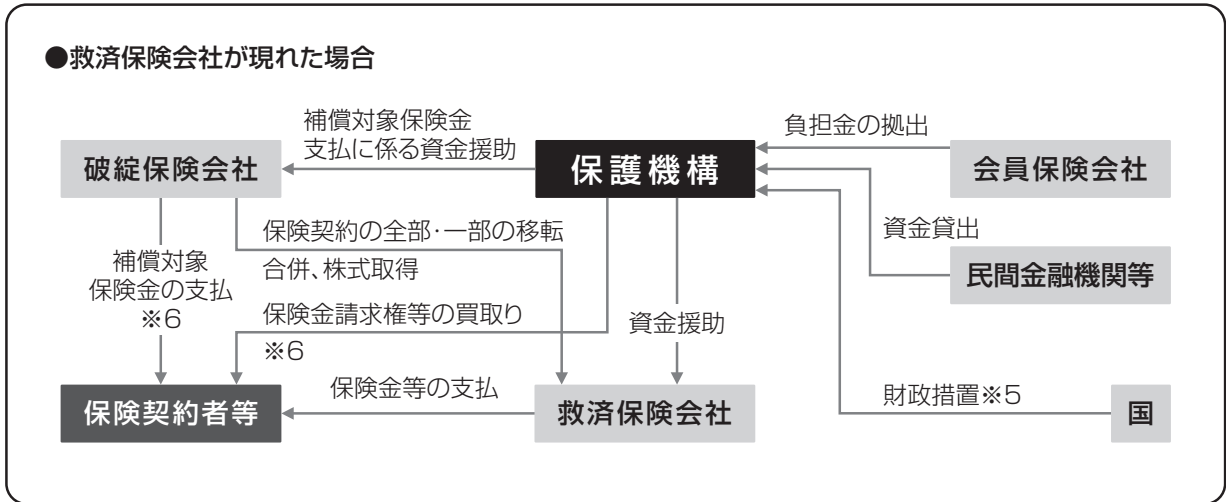 ●救済保険会社が現れた場合
補償対象保険金
支払に係る資金援助
負担金の拠出
破綻保険会社
保護機構
会員保険会社
保険契約の全部・一部の移転
合併、株式取得
資金貸出
補償対象
保険金の支払
※6
民間金融機関等
保険金請求権等の買取り
※6
資金援助
保険金等の支払
財政措置※5
保険契約者等
救済保険会社
国